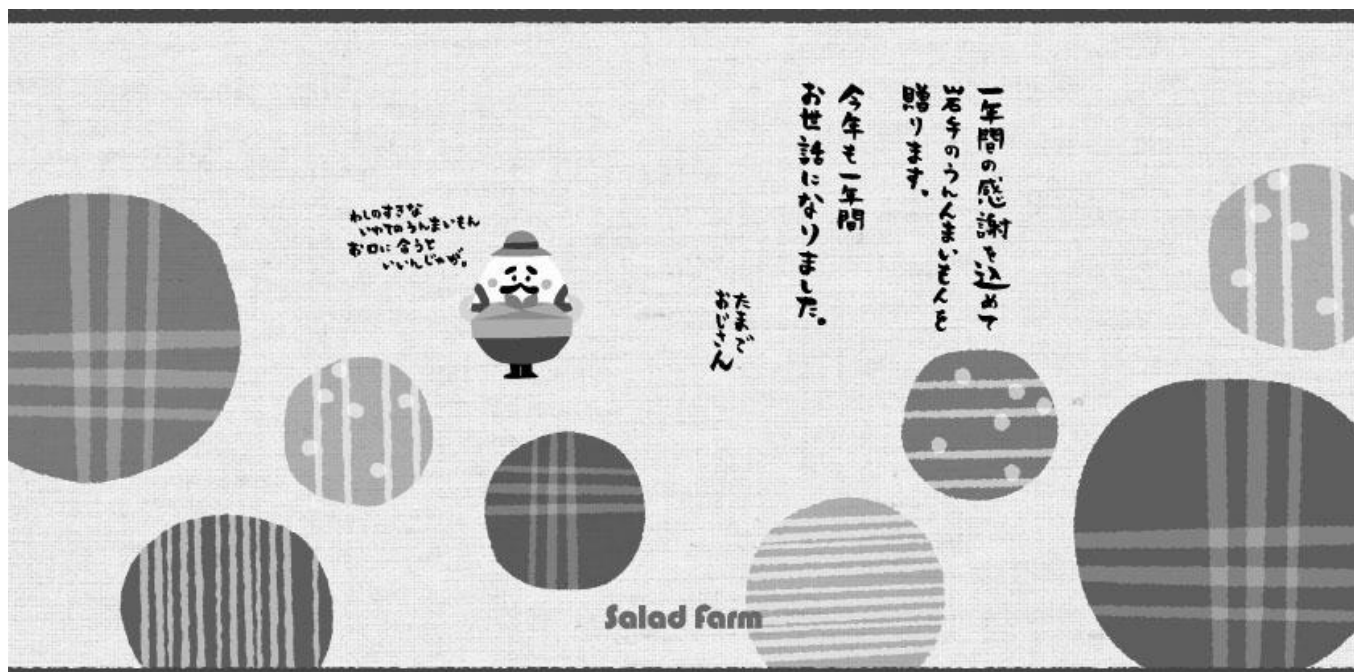 一年間の感謝を込めて
岩手のうんんまいもんを
贈ります。
今年も一年間
お世話になりました。
たまで
おじさん
わしのすきな
いわてのうんまいもん
お口に合うと
いいんじゃが。
Salad Farm